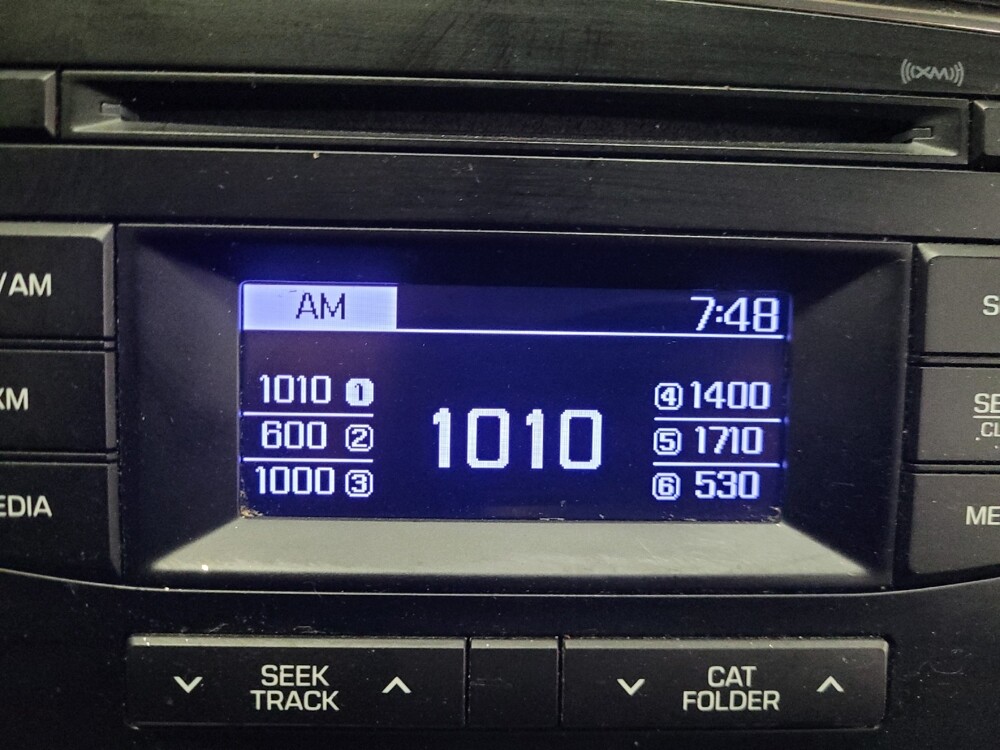 ((XM))
/AM
XM
EDIA
AM 7:48
1010 1
600 2
1000 3
1010
4 1400
5 1710
6 530
S
SE
CL
ME
SEEK
TRACK
CAT
FOLDER